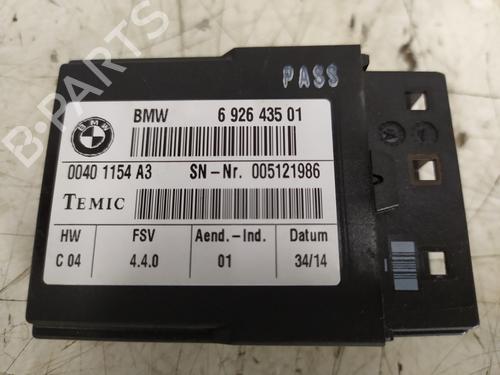 PASS
BMW 6 926 435 01
BMW
0040 1154 A3 SN-Nr. 005121986
TEMIC
HW FSV Aend.-Ind. Datum
C 04 4.4.0 01 34/14
B-PARTS